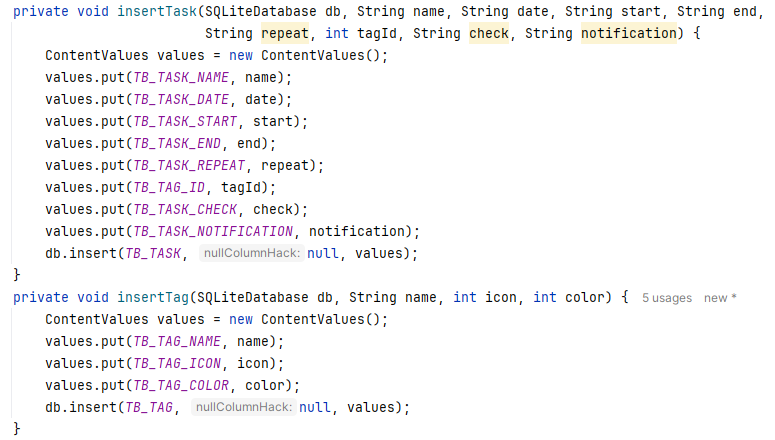 private void insertTask(SQLiteDatabase db, String name, String date, String start, String end,
                        String repeat, int tagId, String check, String notification) {
    ContentValues values = new ContentValues();
    values.put(TB_TASK_NAME, name);
    values.put(TB_TASK_DATE, date);
    values.put(TB_TASK_START, start);
    values.put(TB_TASK_END, end);
    values.put(TB_TASK_REPEAT, repeat);
    values.put(TB_TAG_ID, tagId);
    values.put(TB_TASK_CHECK, check);
    values.put(TB_TASK_NOTIFICATION, notification);
    db.insert(TB_TASK, nullColumnHack: null, values);
}
private void insertTag(SQLiteDatabase db, String name, int icon, int color) { 5 usages new *
    ContentValues values = new ContentValues();
    values.put(TB_TAG_NAME, name);
    values.put(TB_TAG_ICON, icon);
    values.put(TB_TAG_COLOR, color);
    db.insert(TB_TAG, nullColumnHack: null, values);
}